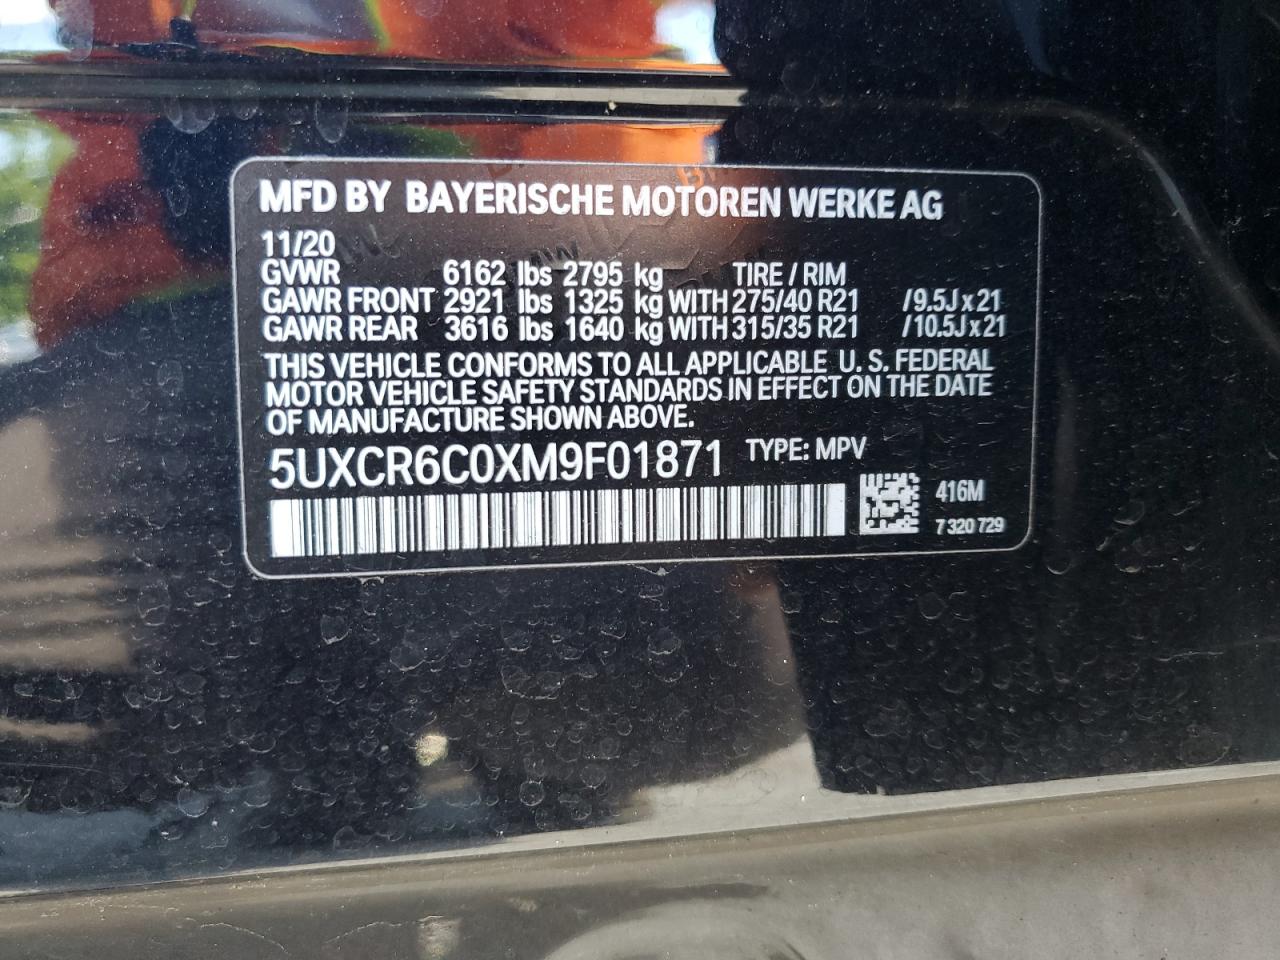 MFD BY BAYERISCHE MOTOREN WERKE AG
11/20
GVWR 6162 lbs 2795 kg TIRE / RIM
GAWR FRONT 2921 lbs 1325 kg WITH 275/40 R21 /9.5J x 21
GAWR REAR 3616 lbs 1640 kg WITH 315/35 R21 /10.5J x 21
THIS VEHICLE CONFORMS TO ALL APPLICABLE U. S. FEDERAL
MOTOR VEHICLE SAFETY STANDARDS IN EFFECT ON THE DATE
OF MANUFACTURE SHOWN ABOVE.
5UXCR6C0XM9F01871 TYPE: MPV
416M
7 320 729